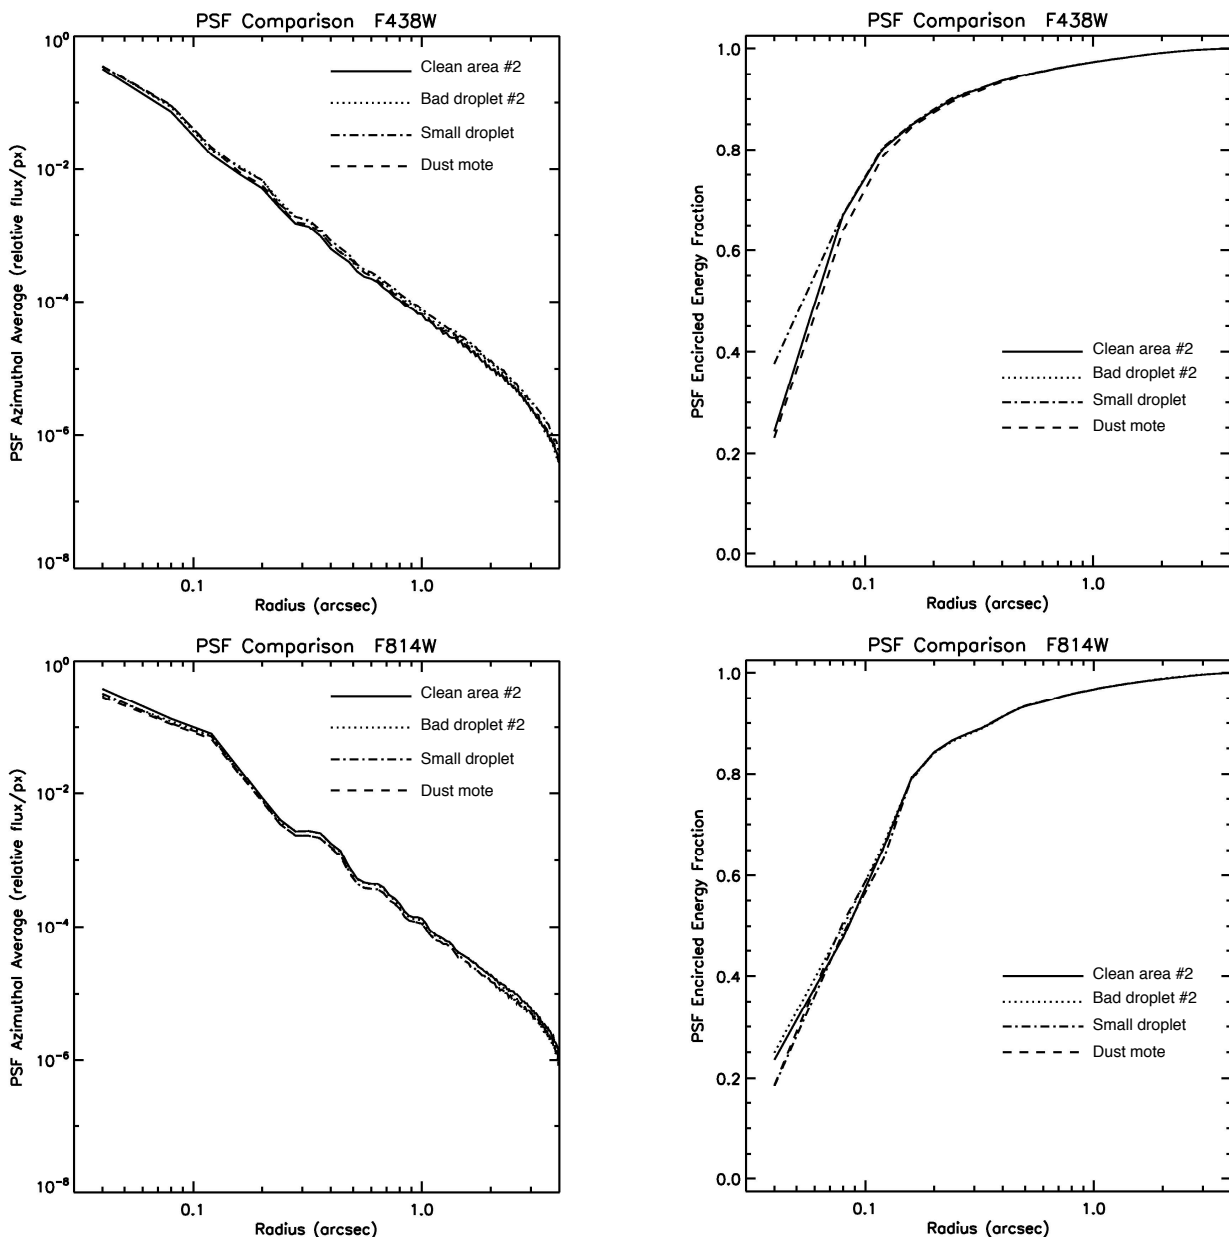 PSF Comparison F438W
PSF Azimuthal Average (relative flux/px)
10⁰
10⁻²
10⁻⁴
10⁻⁶
10⁻⁸
Clean area #2
Bad droplet #2
Small droplet
Dust mote
0.1
1.0
Radius (arcsec)
PSF Comparison F438W
PSF Encircled Energy Fraction
1.0
0.8
0.6
0.4
0.2
0.0
Clean area #2
Bad droplet #2
Small droplet
Dust mote
0.1
1.0
Radius (arcsec)
PSF Comparison F814W
PSF Azimuthal Average (relative flux/px)
10⁰
10⁻²
10⁻⁴
10⁻⁶
10⁻⁸
Clean area #2
Bad droplet #2
Small droplet
Dust mote
0.1
1.0
Radius (arcsec)
PSF Comparison F814W
PSF Encircled Energy Fraction
1.0
0.8
0.6
0.4
0.2
0.0
Clean area #2
Bad droplet #2
Small droplet
Dust mote
0.1
1.0
Radius (arcsec)